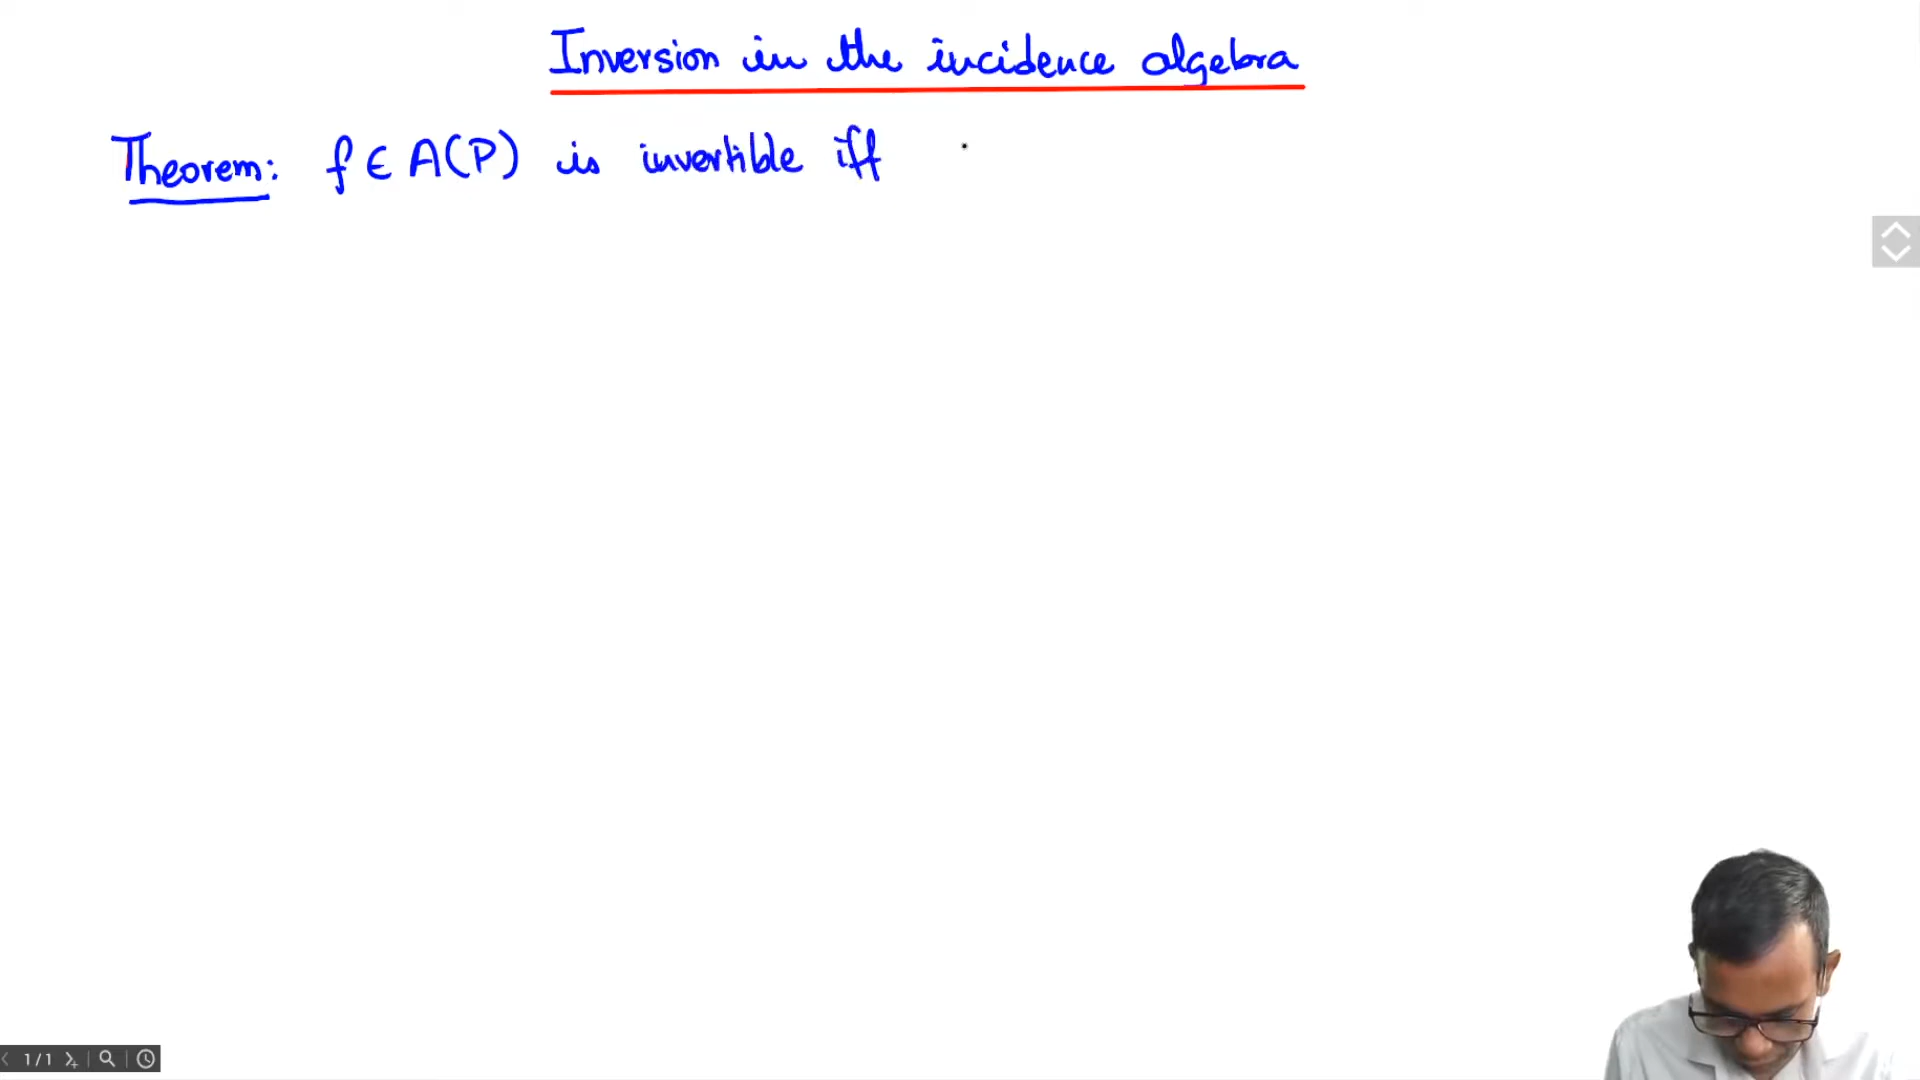 Inversion in the incidence algebra
Theorem: f ∈ A(P) is invertible iff
1/1